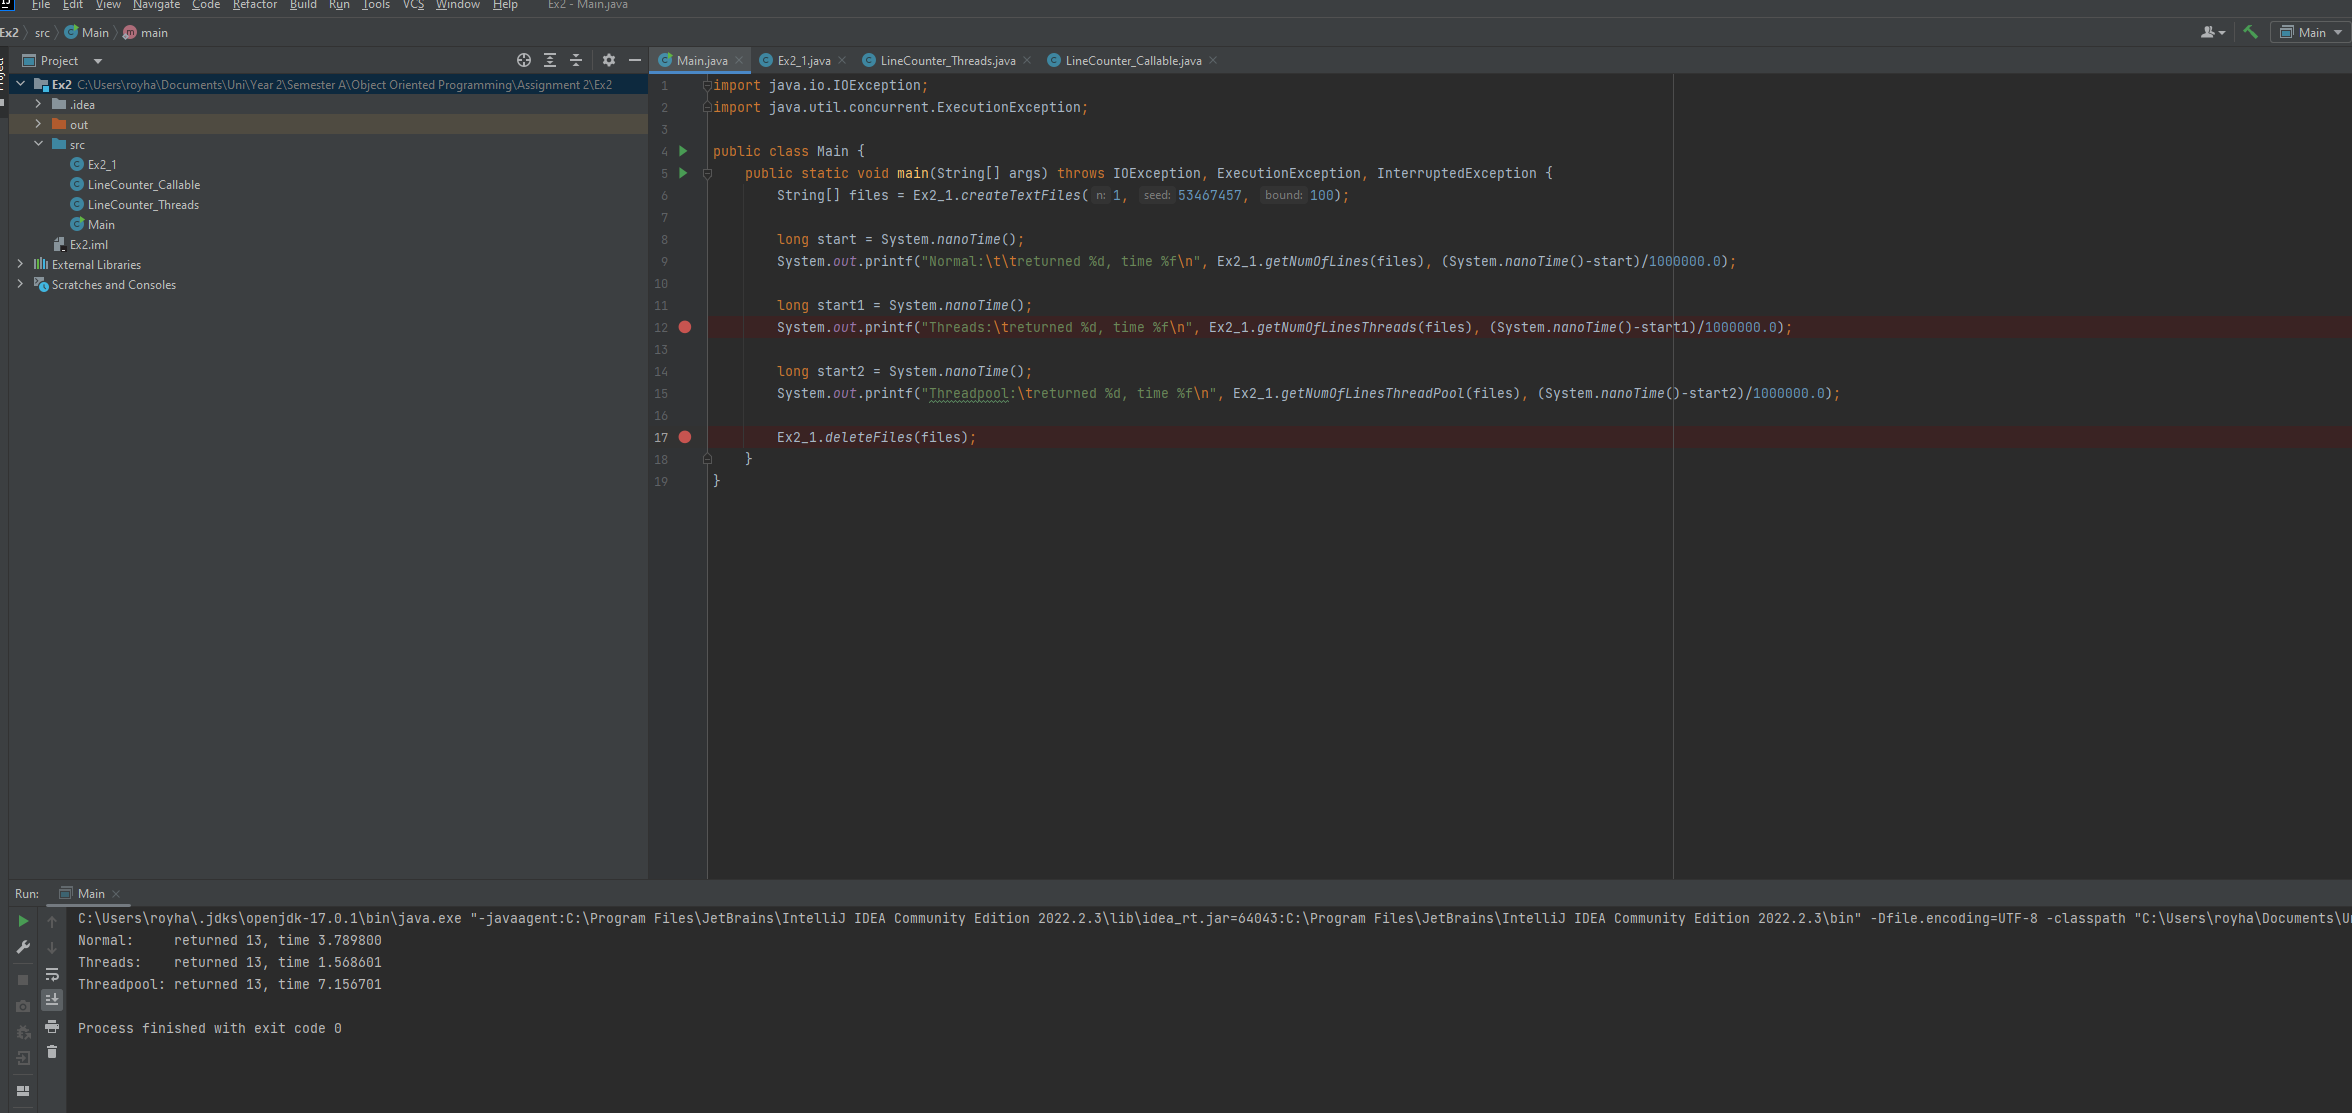 File Edit View Navigate Code Refactor Build Run Tools VCS Window Help Ex2 - Main.java
Ex2 src Main main Main
Project Main.java Ex2_1.java LineCounter_Threads.java LineCounter_Callable.java
Ex2 C:\Users\royha\Documents\Uni\Year 2\Semester A\Object Oriented Programming\Assignment 2\Ex2
.idea
out
src
Ex2_1
LineCounter_Callable
LineCounter_Threads
Main
Ex2.iml
External Libraries
Scratches and Consoles
1 import java.io.IOException;
2 import java.util.concurrent.ExecutionException;
3
4 public class Main {
5 public static void main(String[] args) throws IOException, ExecutionException, InterruptedException {
6 String[] files = Ex2_1.createTextFiles( n: 1, seed: 53467457, bound: 100);
7
8 long start = System.nanoTime();
9 System.out.printf("Normal:\t\treturned %d, time %f\n", Ex2_1.getNumOfLines(files), (System.nanoTime()-start)/1000000.0);
10
11 long start1 = System.nanoTime();
12 System.out.printf("Threads:\treturned %d, time %f\n", Ex2_1.getNumOfLinesThreads(files), (System.nanoTime()-start1)/1000000.0);
13
14 long start2 = System.nanoTime();
15 System.out.printf("Threadpool:\treturned %d, time %f\n", Ex2_1.getNumOfLinesThreadPool(files), (System.nanoTime()-start2)/1000000.0);
16
17 Ex2_1.deleteFiles(files);
18 }
19 }
Run: Main
C:\Users\royha\.jdks\openjdk-17.0.1\bin\java.exe "-javaagent:C:\Program Files\JetBrains\IntelliJ IDEA Community Edition 2022.2.3\lib\idea_rt.jar=64043:C:\Program Files\JetBrains\IntelliJ IDEA Community Edition 2022.2.3\bin" -Dfile.encoding=UTF-8 -classpath "C:\Users\royha\Documents\
Normal: returned 13, time 3.789800
Threads: returned 13, time 1.568601
Threadpool: returned 13, time 7.156701
Process finished with exit code 0